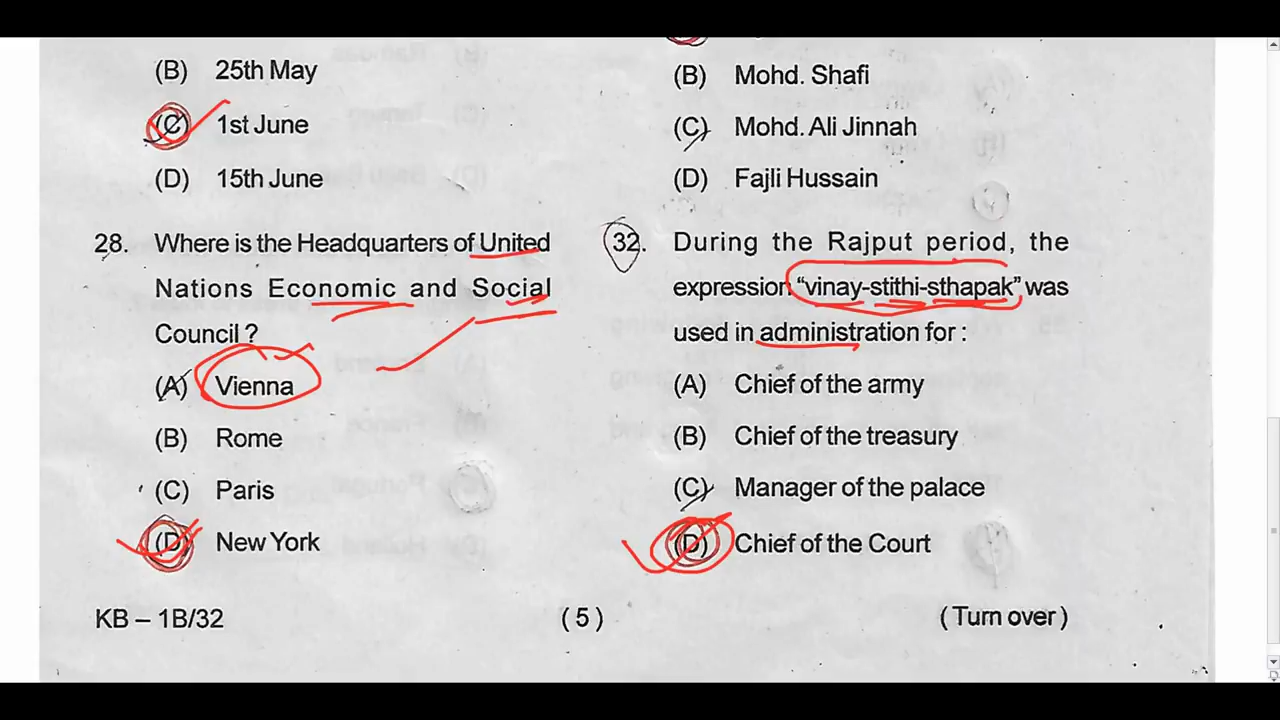 (B) 25th May
(C) 1st June
(D) 15th June
28. Where is the Headquarters of United
Nations Economic and Social
Council ?
(A) Vienna
(B) Rome
(C) Paris
(D) New York
KB – 1B/32
(B) Mohd. Shafi
(C) Mohd. Ali Jinnah
(D) Fajli Hussain
32. During the Rajput period, the
expression "vinay-stithi-sthapak" was
used in administration for :
(A) Chief of the army
(B) Chief of the treasury
(C) Manager of the palace
(D) Chief of the Court
( 5 )
( Turn over )